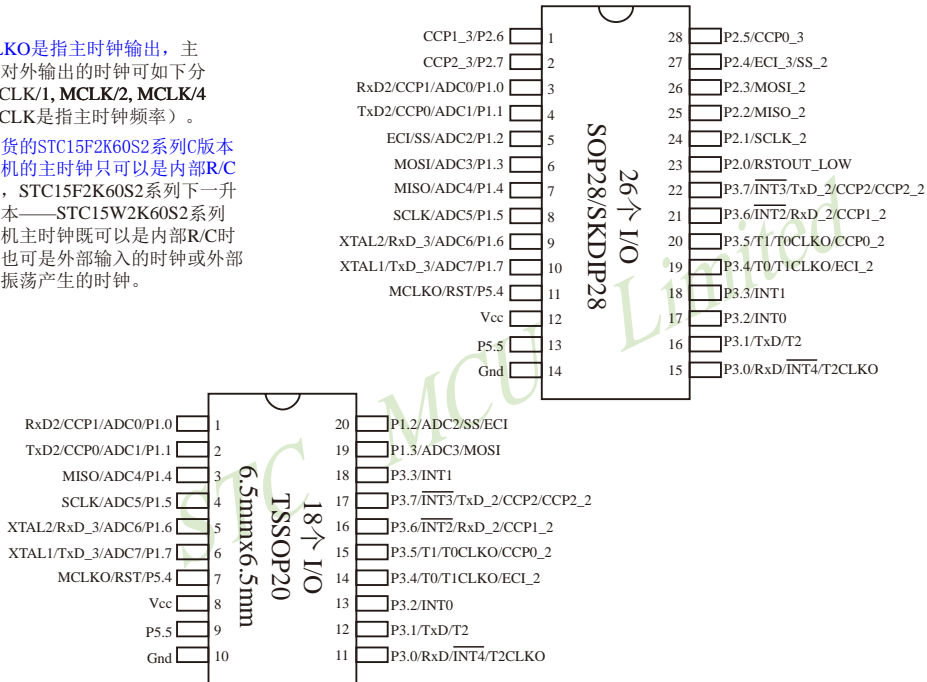 LKO是指主时钟输出，主
对外输出的时钟可如下分
CLK/1, MCLK/2, MCLK/4
CLK是指主时钟频率）。
货的STC15F2K60S2系列C版本
机的主时钟只可以是内部R/C
，STC15F2K60S2系列下一升
本——STC15W2K60S2系列
机主时钟既可以是内部R/C时
也可是外部输入的时钟或外部
振荡产生的时钟。
CCP1_3/P2.6 1 28 P2.5/CCP0_3
CCP2_3/P2.7 2 27 P2.4/ECI_3/SS_2
RxD2/CCP1/ADC0/P1.0 3 26 P2.3/MOSI_2
TxD2/CCP0/ADC1/P1.1 4 25 P2.2/MISO_2
ECI/SS/ADC2/P1.2 5 24 P2.1/SCLK_2
MOSI/ADC3/P1.3 6 23 P2.0/RSTOUT_LOW
MISO/ADC4/P1.4 7 22 P3.7/INT3/TxD_2/CCP2/CCP2_2
SCLK/ADC5/P1.5 8 21 P3.6/INT2/RxD_2/CCP1_2
XTAL2/RxD_3/ADC6/P1.6 9 20 P3.5/T1/T0CLKO/CCP0_2
XTAL1/TxD_3/ADC7/P1.7 10 19 P3.4/T0/T1CLKO/ECI_2
MCLKO/RST/P5.4 11 18 P3.3/INT1
Vcc 12 17 P3.2/INT0
P5.5 13 16 P3.1/TxD/T2
Gnd 14 15 P3.0/RxD/INT4/T2CLKO
26个 I/O
SOP28/SKDIP28
RxD2/CCP1/ADC0/P1.0 1 20 P1.2/ADC2/SS/ECI
TxD2/CCP0/ADC1/P1.1 2 19 P1.3/ADC3/MOSI
MISO/ADC4/P1.4 3 18 P3.3/INT1
SCLK/ADC5/P1.5 4 17 P3.7/INT3/TxD_2/CCP2/CCP2_2
XTAL2/RxD_3/ADC6/P1.6 5 16 P3.6/INT2/RxD_2/CCP1_2
XTAL1/TxD_3/ADC7/P1.7 6 15 P3.5/T1/T0CLKO/CCP0_2
MCLKO/RST/P5.4 7 14 P3.4/T0/T1CLKO/ECI_2
Vcc 8 13 P3.2/INT0
P5.5 9 12 P3.1/TxD/T2
Gnd 10 11 P3.0/RxD/INT4/T2CLKO
18个 I/O
TSSOP20
6.5mmx6.5mm
STC MCU Limited